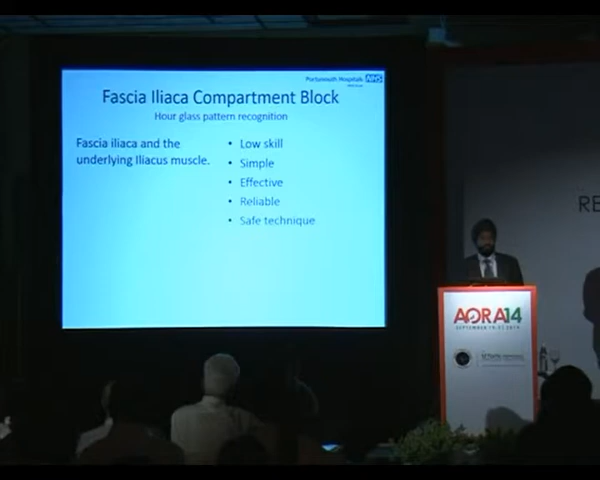 Portsmouth Hospitals NHS
Fascia Iliaca Compartment Block
Hour glass pattern recognition
Fascia iliaca and the
underlying Iliacus muscle.
• Low skill
• Simple
• Effective
• Reliable
• Safe technique
RE
AORA14